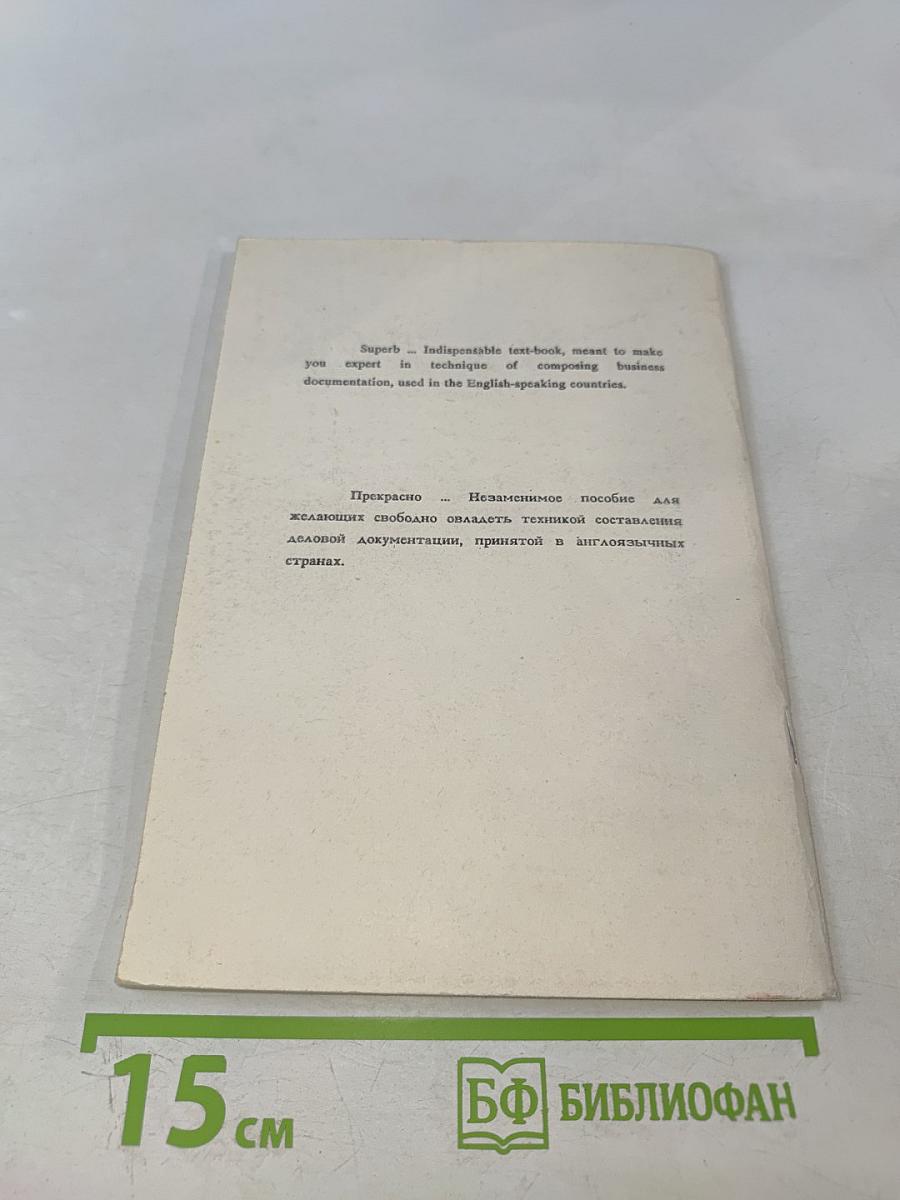 Superb ... Indispensable text-book, meant to make
you expert in technique of composing business
documentation, used in the English-speaking countries.
Прекрасно ... Незаменимое пособие для
желающих свободно овладеть техникой составления
деловой документации, принятой в англоязычных
странах.
15 см
БФ БИБЛИОФАН